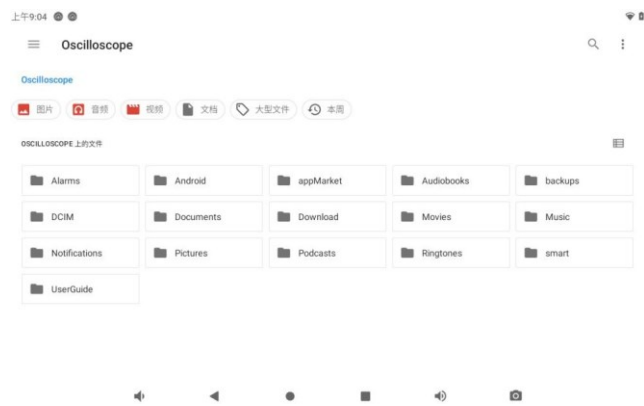 上午9:04
Oscilloscope
Oscilloscope
图片 音频 视频 文档 大型文件 本周
OSCILLOSCOPE 上的文件
Alarms Android appMarket Audiobooks backups
DCIM Documents Download Movies Music
Notifications Pictures Podcasts Ringtones smart
UserGuide